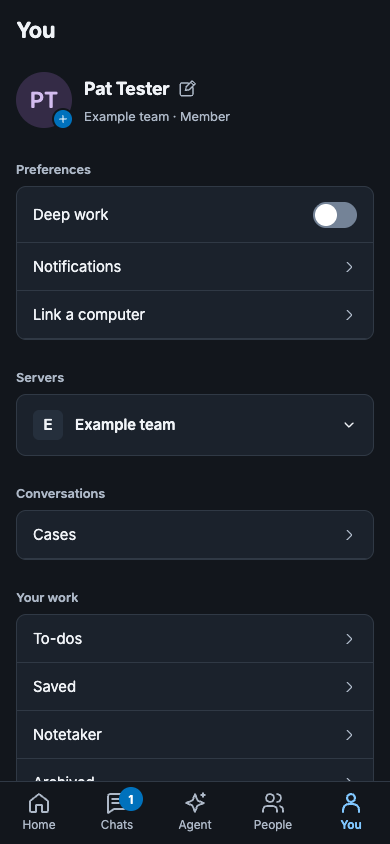 You
PT
Pat Tester
Example team · Member
Preferences
Deep work
Notifications
Link a computer
Servers
E
Example team
Conversations
Cases
Your work
To-dos
Saved
Notetaker
Archived
1
Home
Chats
Agent
People
You